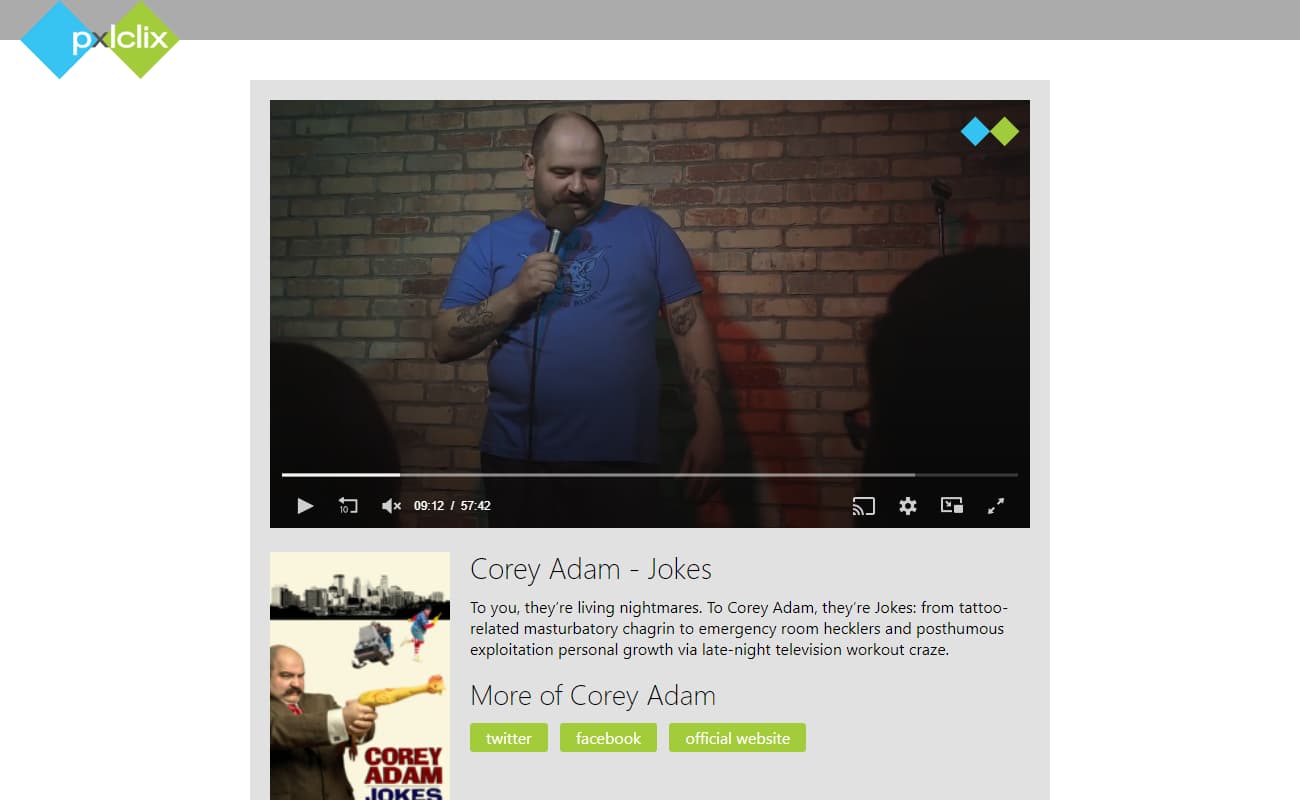 pxlclix
10
09:12 / 57:42
Corey Adam - Jokes
To you, they’re living nightmares. To Corey Adam, they’re Jokes: from tattoo-
related masturbatory chagrin to emergency room hecklers and posthumous
exploitation personal growth via late-night television workout craze.
More of Corey Adam
twitter facebook official website
COREY
ADAM
JOKES